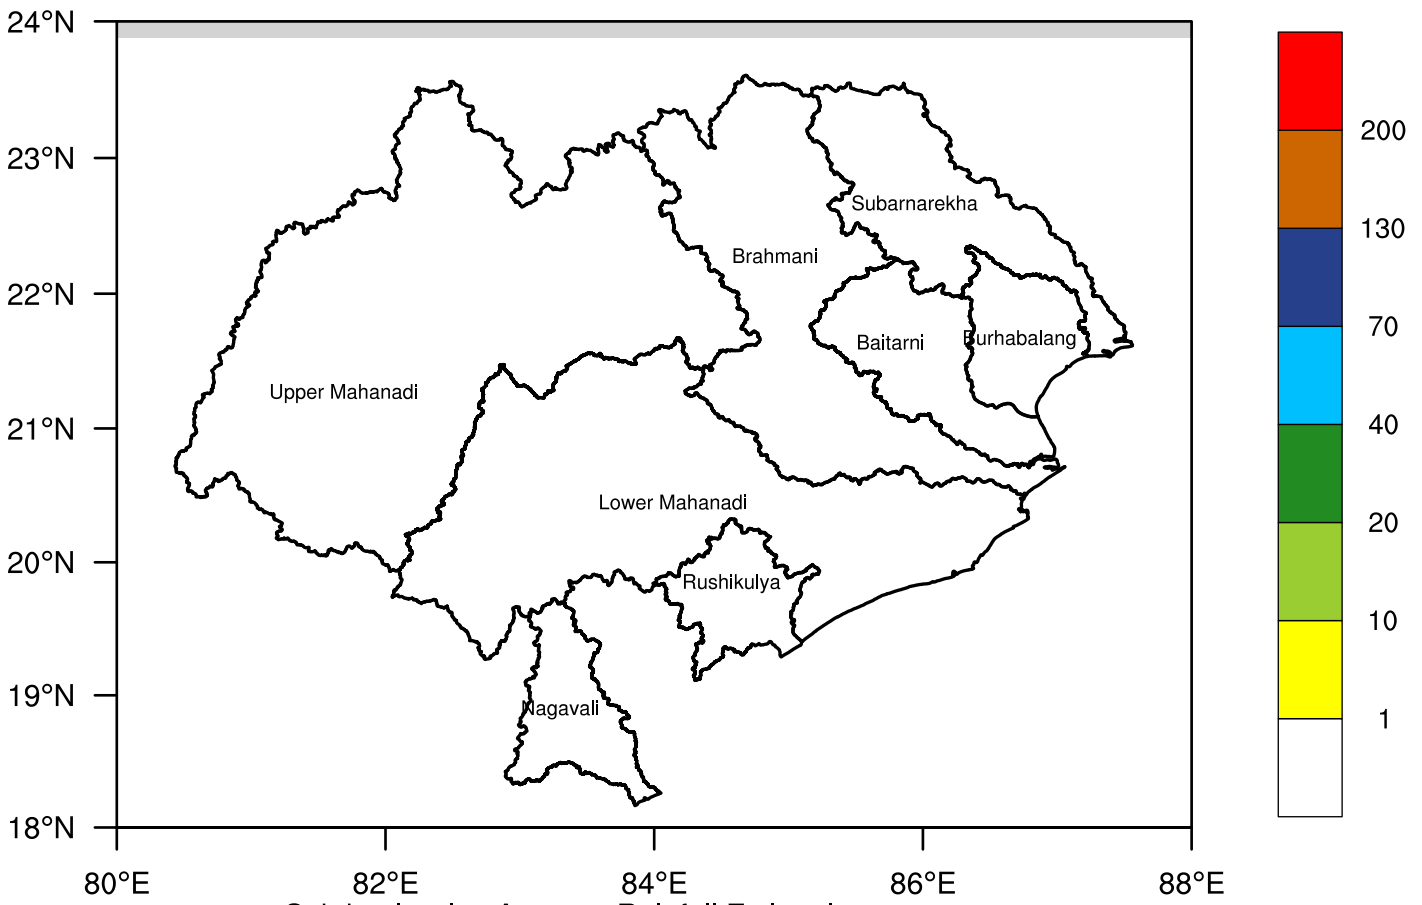 24°N
200
23°N
Subarnarekha
130
Brahmani
22°N
70
Baitarni
Burhabalang
Upper Mahanadi
21°N
40
Lower Mahanadi
20
20°N
Rushikulya
10
19°N
Nagavali
1
18°N
80°E 82°E 84°E 86°E 88°E